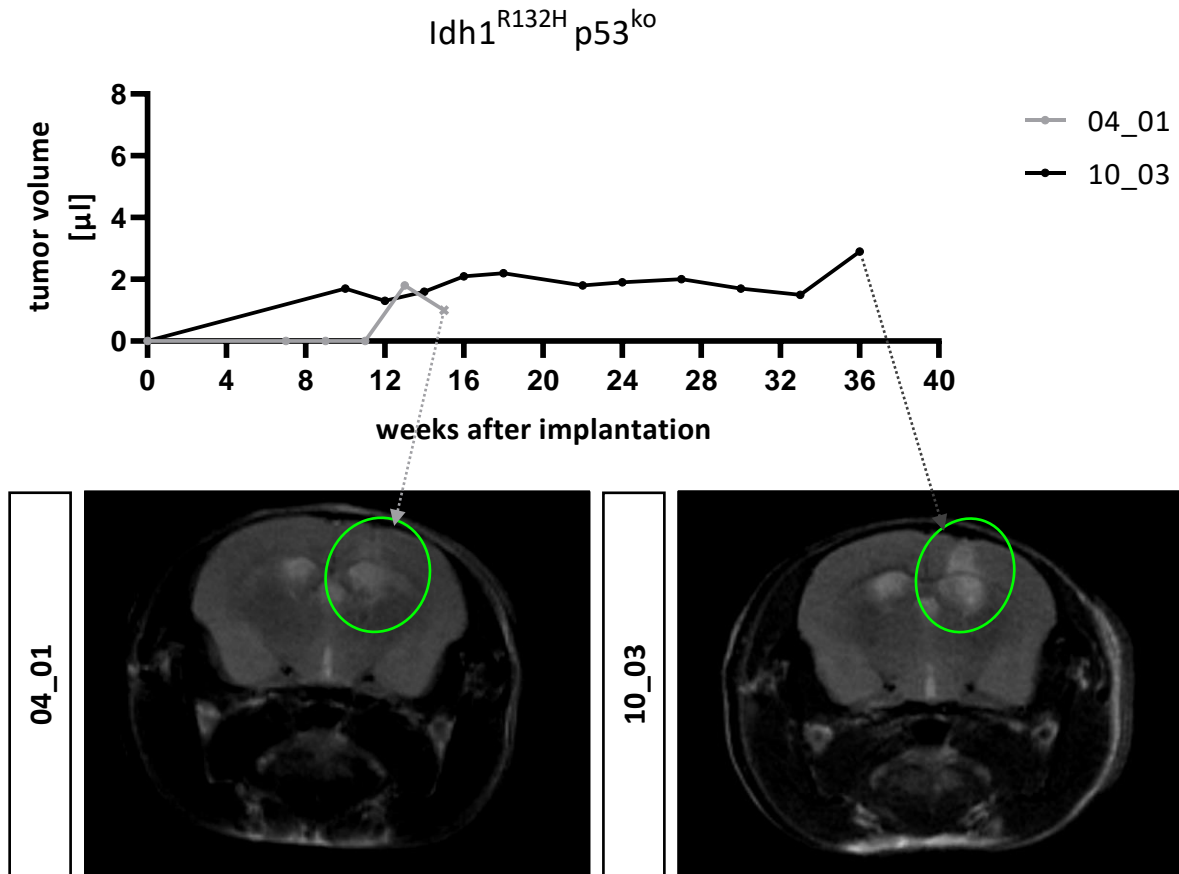 Idh1R132H p53ko
8
6
4
2
0
tumor volume
[µl]
0 4 8 12 16 20 24 28 32 36 40
weeks after implantation
04_01
10_03
04_01
10_03